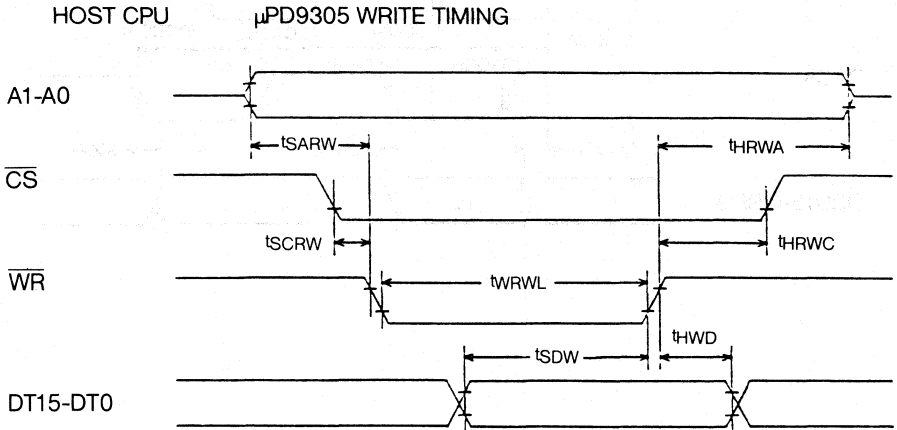 HOST CPU μPD9305 WRITE TIMING
A1-A0
tSARW
tHRWA
CS
tSCRW
tHRWC
WR
tWRWL
tHWD
tSDW
DT15-DT0